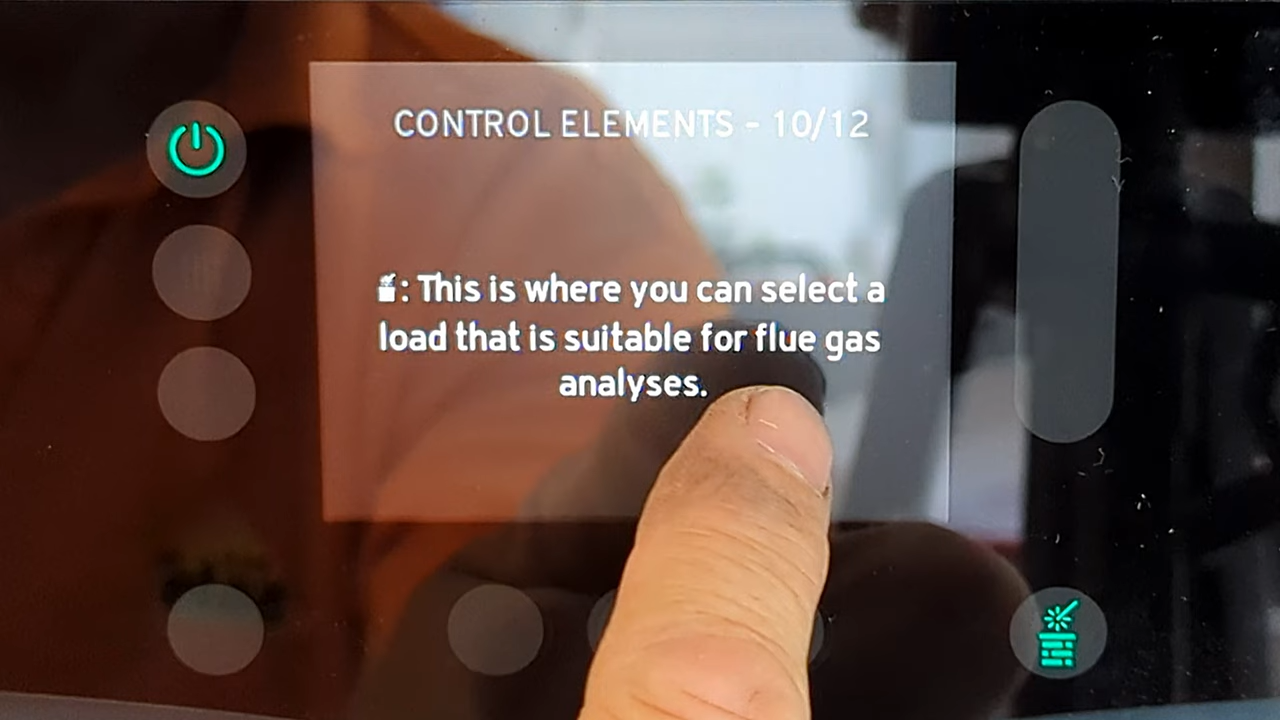 CONTROL ELEMENTS - 10/12
: This is where you can select a
load that is suitable for flue gas
analyses.